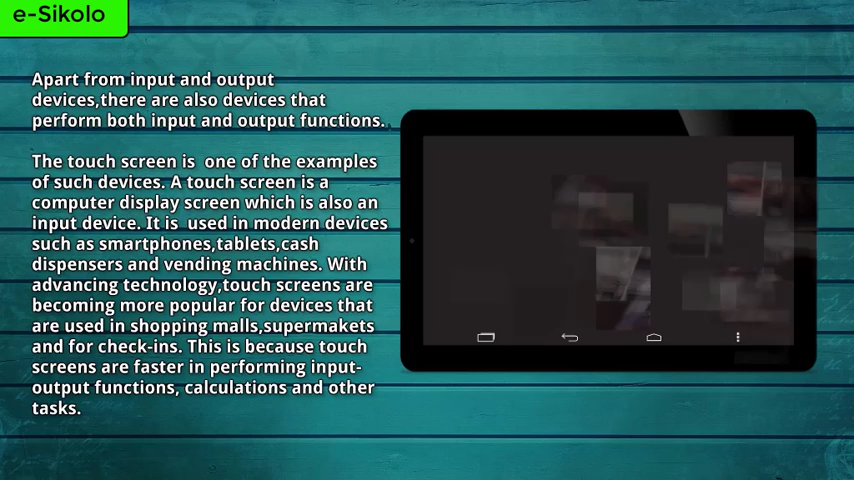 e-Sikolo
Apart from input and output
devices,there are also devices that
perform both input and output functions.
The touch screen is  one of the examples
of such devices. A touch screen is a
computer display screen which is also an
input device. It is  used in modern devices
such as smartphones,tablets,cash
dispensers and vending machines. With
advancing technology,touch screens are
becoming more popular for devices that
are used in shopping malls,supermakets
and for check-ins. This is because touch
screens are faster in performing input-
output functions, calculations and other
tasks.